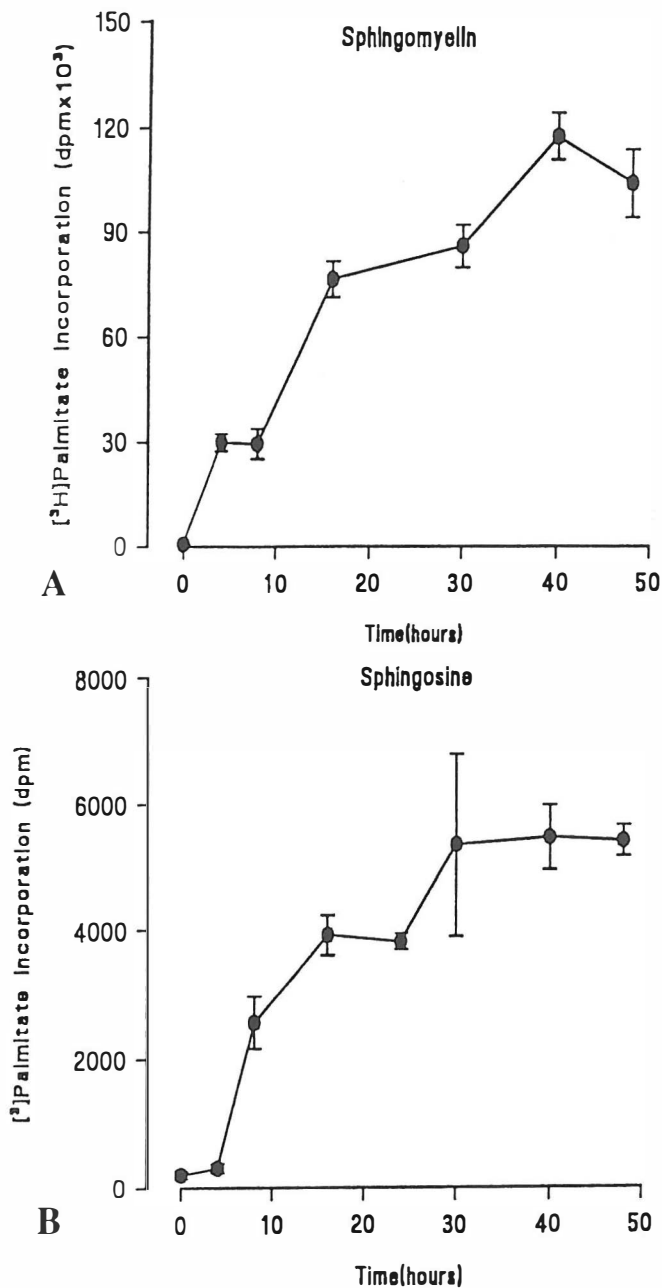 Sphingomyelin
[³H]Palmitate Incorporation (dpmx10³)
150
120
90
60
30
0
0 10 20 30 40 50
A
Time(hours)
Sphingosine
[³]Palmitate Incorporation (dpm)
8000
6000
4000
2000
0
0 10 20 30 40 50
B
Time(hours)